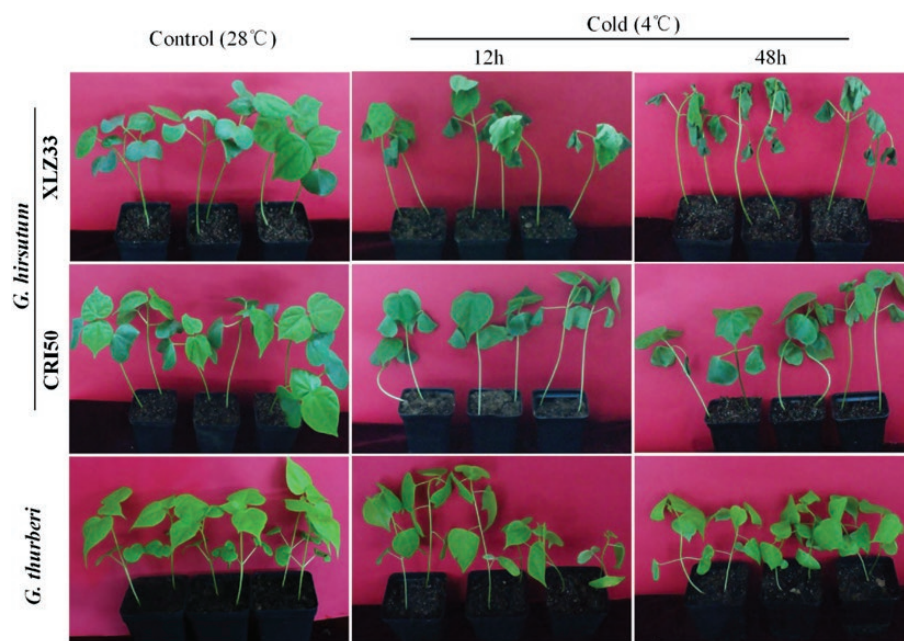 Control (28℃)
Cold (4℃)
12h
48h
G. hirsutum
XLZ33
CRI50
G. thurberi